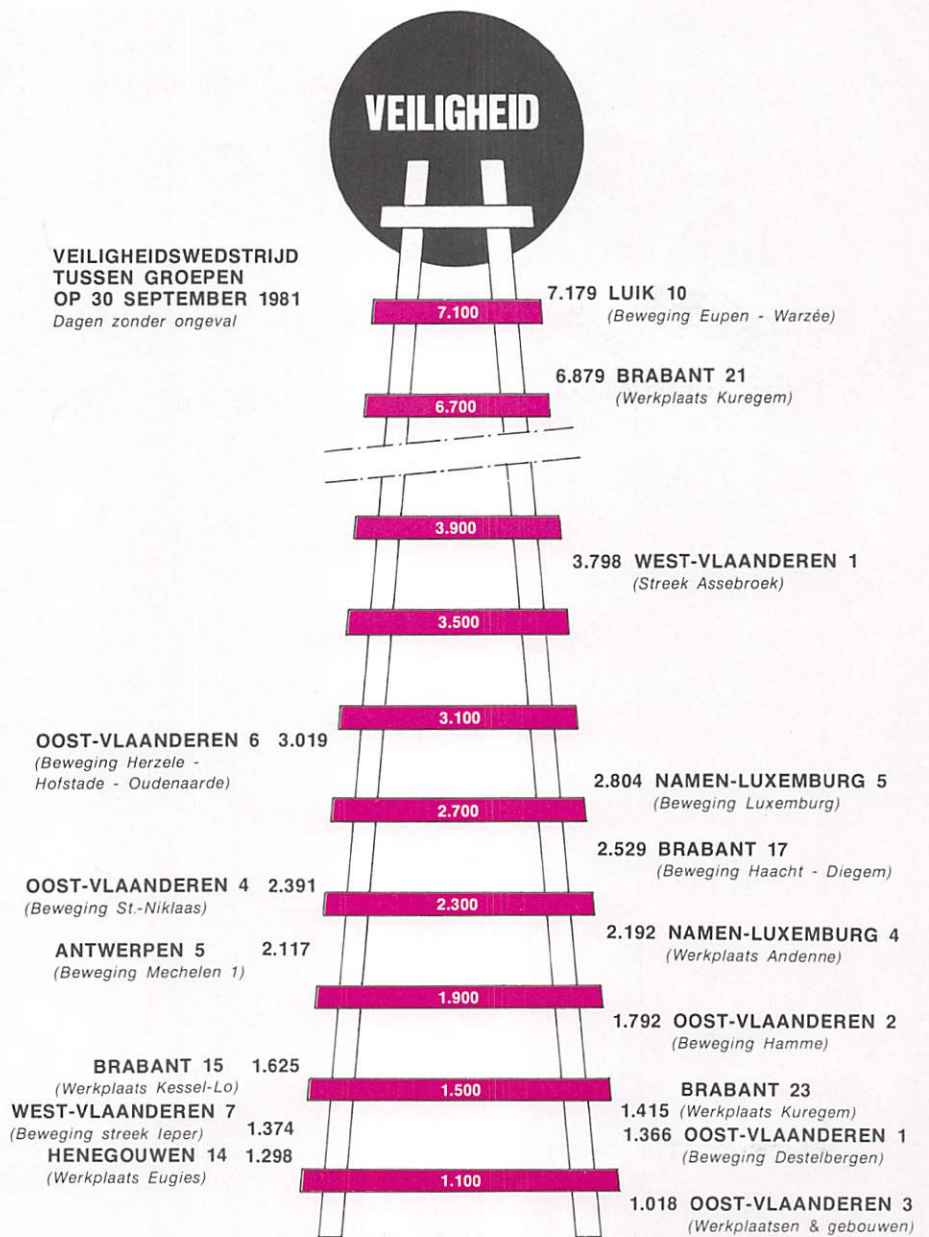 VEILIGHEID
VEILIGHEIDSWEDSTRIJD
TUSSEN GROEPEN
OP 30 SEPTEMBER 1981
Dagen zonder ongeval
7.179 LUIK 10
(Beweging Eupen - Warzée)
7.100
6.879 BRABANT 21
(Werkplaats Kuregem)
6.700
3.900
3.798 WEST-VLAANDEREN 1
(Streek Assebroek)
3.500
3.100
OOST-VLAANDEREN 6 3.019
(Beweging Herzele -
Hofstade - Oudenaarde)
2.804 NAMEN-LUXEMBURG 5
(Beweging Luxemburg)
2.700
2.529 BRABANT 17
(Beweging Haacht - Diegem)
OOST-VLAANDEREN 4 2.391
(Beweging St.-Niklaas)
2.300
2.192 NAMEN-LUXEMBURG 4
(Werkplaats Andenne)
ANTWERPEN 5 2.117
(Beweging Mechelen 1)
1.900
1.792 OOST-VLAANDEREN 2
(Beweging Hamme)
BRABANT 15 1.625
(Werkplaats Kessel-Lo)
1.500
BRABANT 23
1.415 (Werkplaats Kuregem)
WEST-VLAANDEREN 7
(Beweging streek Ieper) 1.374
1.366 OOST-VLAANDEREN 1
(Beweging Destelbergen)
HENEGOUWEN 14 1.298
(Werkplaats Eugies)
1.100
1.018 OOST-VLAANDEREN 3
(Werkplaatsen & gebouwen)